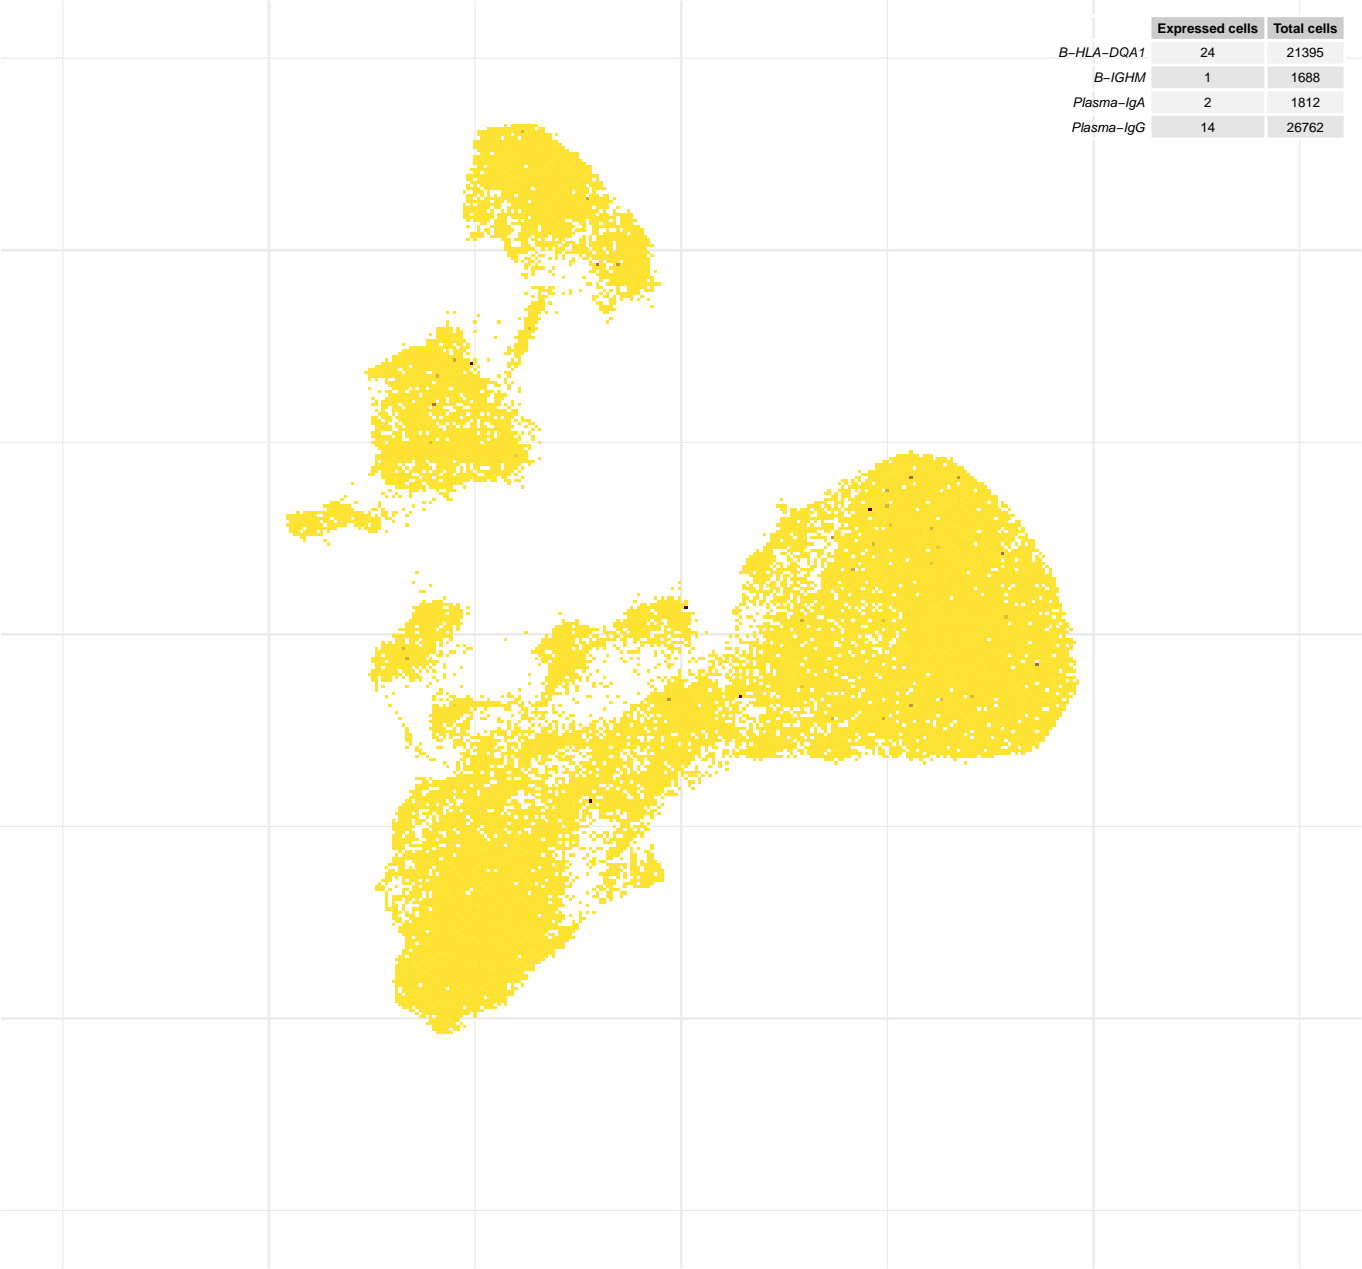 Expressed cells Total cells
B−HLA−DQA1 24 21395
B−IGHM 1 1688
Plasma−IgA 2 1812
Plasma−IgG 14 26762